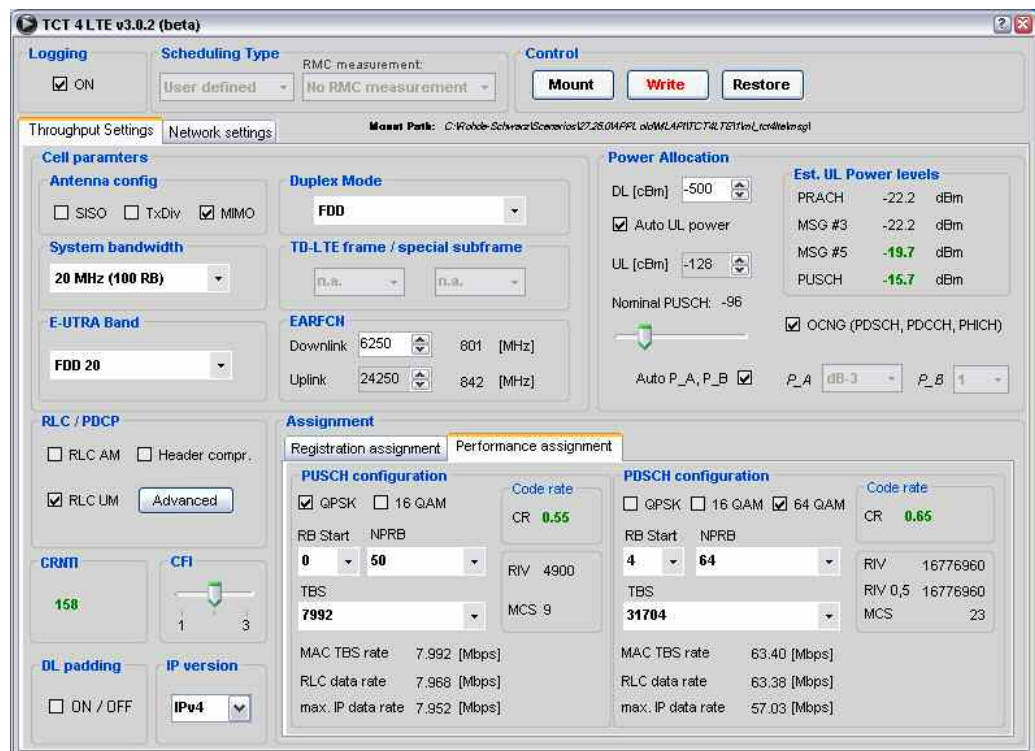 TCT 4 LTE v3.0.2 (beta)
Logging
Scheduling Type
Control
ON
User defined
RMC measurement:
No RMC measurement
Mount
Write
Restore
Throughput Settings
Network settings
Mount Path:
Cell paramters
Antenna config
SISO
TxDiv
MIMO
Duplex Mode
FDD
System bandwidth
20 MHz (100 RB)
TD-LTE frame / special subframe
n.a.
n.a.
E-UTRA Band
FDD 20
EARFCN
Downlink 6250 801 [MHz]
Uplink 24250 842 [MHz]
Power Allocation
DL [cBm] -500
Auto UL power
UL [cBm] -128
Nominal PUSCH: -96
Est. UL Power levels
PRACH -22.2 dBm
MSG #3 -22.2 dBm
MSG #5 -19.7 dBm
PUSCH -15.7 dBm
OCNG (PDSCH, PDCCH, PHICH)
Auto P_A, P_B
P_A dB-3
P_B 1
RLC / PDCP
RLC AM
Header compr.
RLC UM
Advanced
CRNTI
158
CFI
1 3
DL padding
ON / OFF
IP version
IPv4
Assignment
Registration assignment
Performance assignment
PUSCH configuration
QPSK
16 QAM
Code rate
CR 0.55
RB Start NPRB
0 50
RIV 4900
TBS
7992
MCS 9
MAC TBS rate 7.992 [Mbps]
RLC data rate 7.968 [Mbps]
max. IP data rate 7.952 [Mbps]
PDSCH configuration
QPSK
16 QAM
64 QAM
Code rate
CR 0.65
RB Start NPRB
4 64
RIV 16776960
RIV 0,5 16776960
MCS 23
TBS
31704
MAC TBS rate 63.40 [Mbps]
RLC data rate 63.38 [Mbps]
max. IP data rate 57.03 [Mbps]